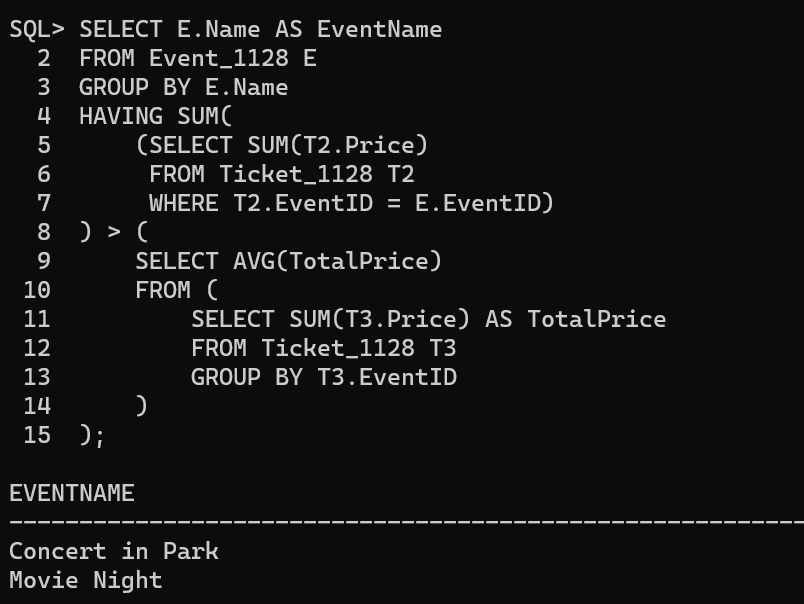 SQL> SELECT E.Name AS EventName
  2  FROM Event_1128 E
  3  GROUP BY E.Name
  4  HAVING SUM(
  5      (SELECT SUM(T2.Price)
  6       FROM Ticket_1128 T2
  7       WHERE T2.EventID = E.EventID)
  8  ) > (
  9      SELECT AVG(TotalPrice)
 10      FROM (
 11          SELECT SUM(T3.Price) AS TotalPrice
 12          FROM Ticket_1128 T3
 13          GROUP BY T3.EventID
 14      )
 15  );
EVENTNAME
---------------------------------------------------------
Concert in Park
Movie Night